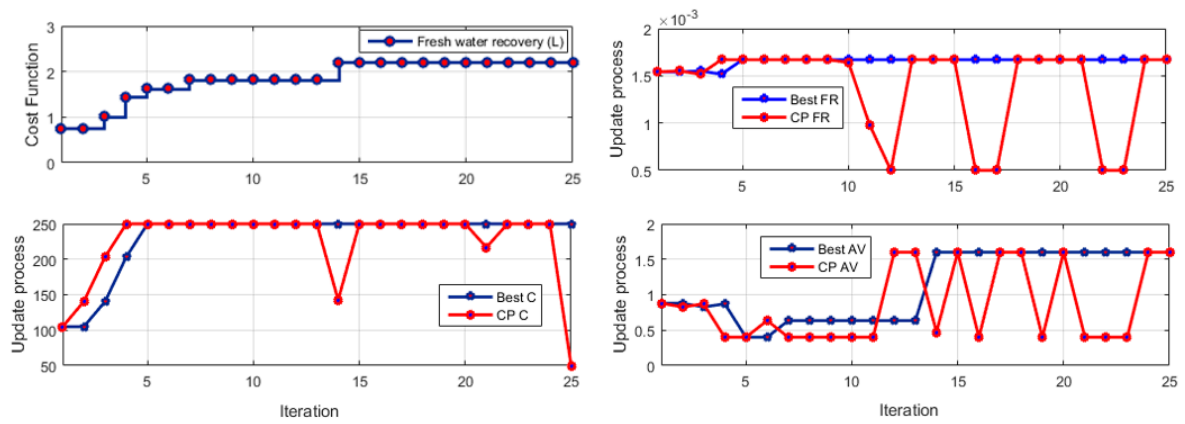 3
2
1
0
Cost Function
Fresh water recovery (L)
5 10 15 20 25
×10⁻³
2
1.5
1
0.5
Update process
Best FR
CP FR
5 10 15 20 25
250
200
150
100
50
Update process
Best C
CP C
5 10 15 20 25
Iteration
2
1.5
1
0.5
0
Update process
Best AV
CP AV
5 10 15 20 25
Iteration